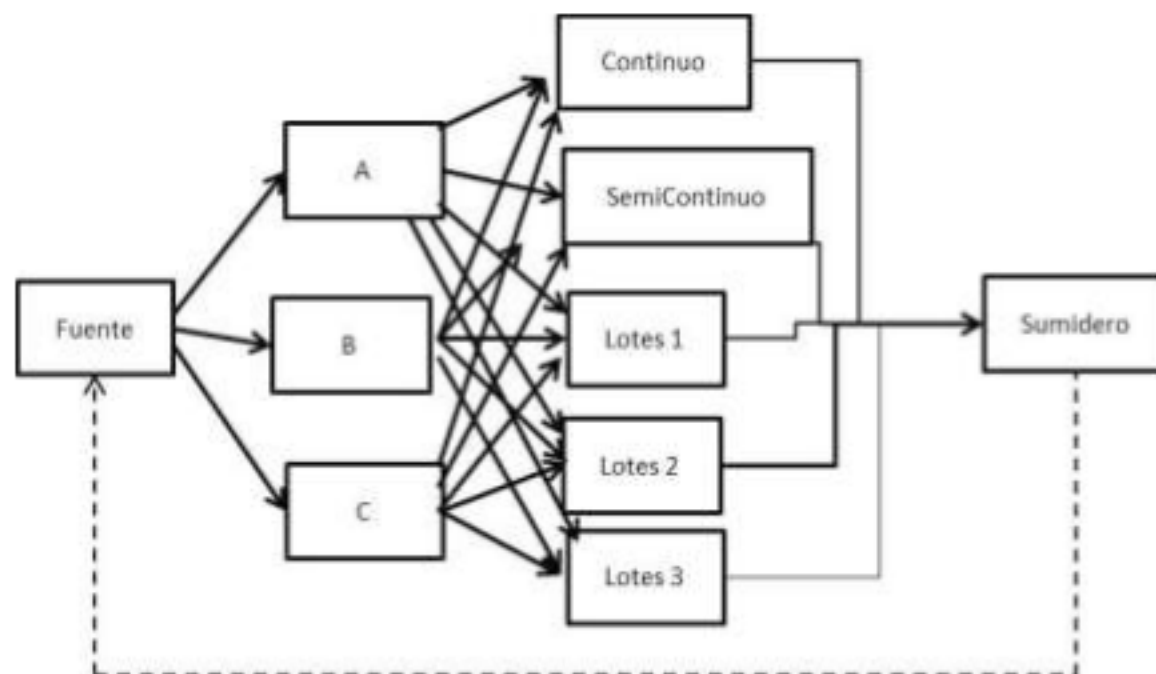 Continuo
A
SemiContinuo
Fuente
B
Lotes 1
Sumidero
Lotes 2
C
Lotes 3